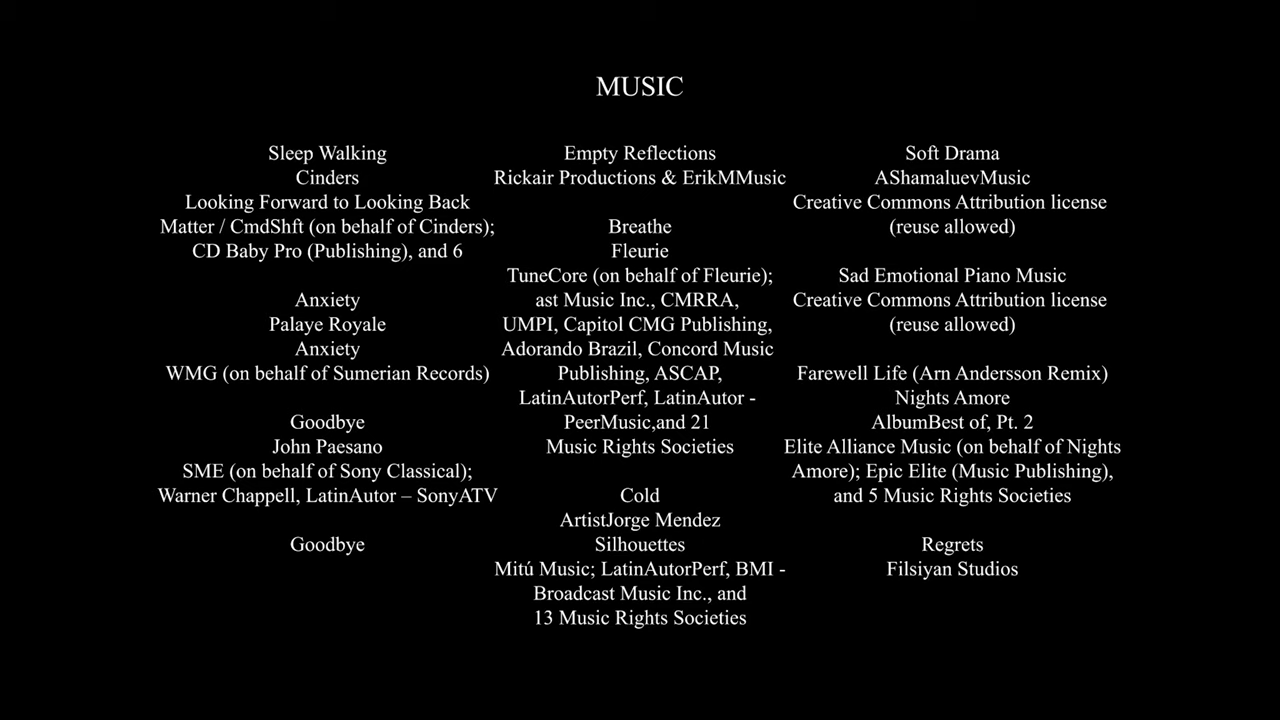 MUSIC
Sleep Walking
Cinders
Looking Forward to Looking Back
Matter / CmdShft (on behalf of Cinders);
CD Baby Pro (Publishing), and 6
Anxiety
Palaye Royale
Anxiety
WMG (on behalf of Sumerian Records)
Goodbye
John Paesano
SME (on behalf of Sony Classical);
Warner Chappell, LatinAutor – SonyATV
Goodbye
Empty Reflections
Rickair Productions & ErikMMusic
Breathe
Fleurie
TuneCore (on behalf of Fleurie);
ast Music Inc., CMRRA,
UMPI, Capitol CMG Publishing,
Adorando Brazil, Concord Music
Publishing, ASCAP,
LatinAutorPerf, LatinAutor -
PeerMusic,and 21
Music Rights Societies
Cold
ArtistJorge Mendez
Silhouettes
Mitú Music; LatinAutorPerf, BMI -
Broadcast Music Inc., and
13 Music Rights Societies
Soft Drama
AShamaluevMusic
Creative Commons Attribution license
(reuse allowed)
Sad Emotional Piano Music
Creative Commons Attribution license
(reuse allowed)
Farewell Life (Arn Andersson Remix)
Nights Amore
AlbumBest of, Pt. 2
Elite Alliance Music (on behalf of Nights
Amore); Epic Elite (Music Publishing),
and 5 Music Rights Societies
Regrets
Filsiyan Studios